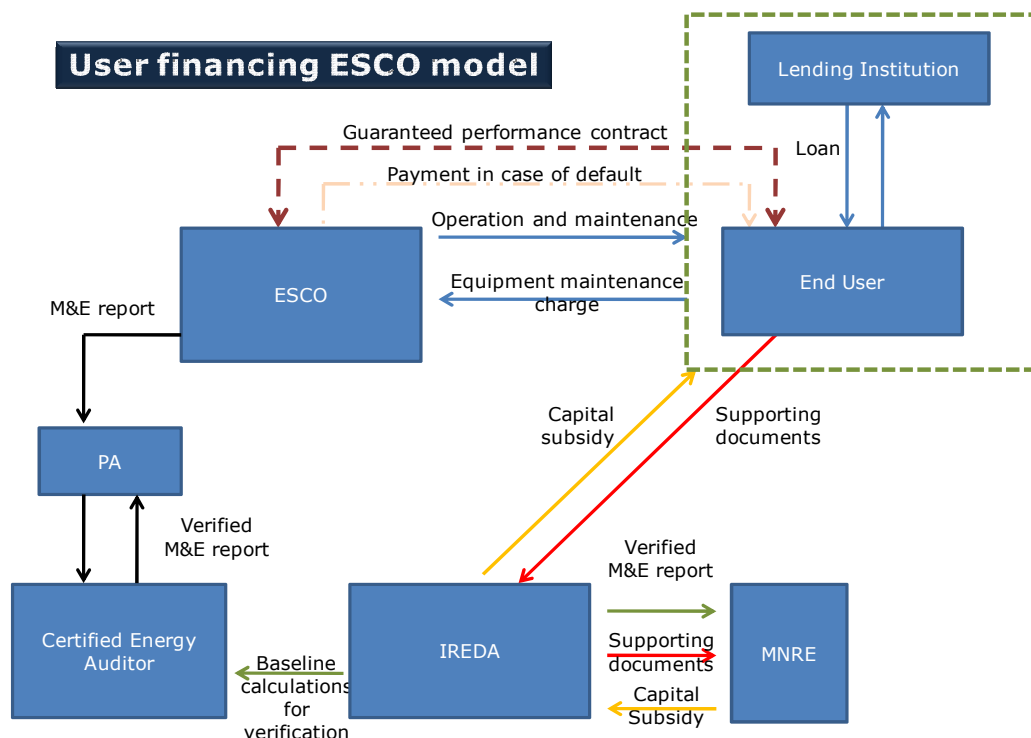 User financing ESCO model
Lending Institution
Guaranteed performance contract
Loan
Payment in case of default
Operation and maintenance
ESCO
End User
Equipment maintenance
charge
M&E report
Capital
subsidy
Supporting
documents
PA
Verified
M&E report
Verified
M&E report
Certified Energy
Auditor
IREDA
Supporting
documents
MNRE
Baseline
calculations
for
verification
Capital
Subsidy